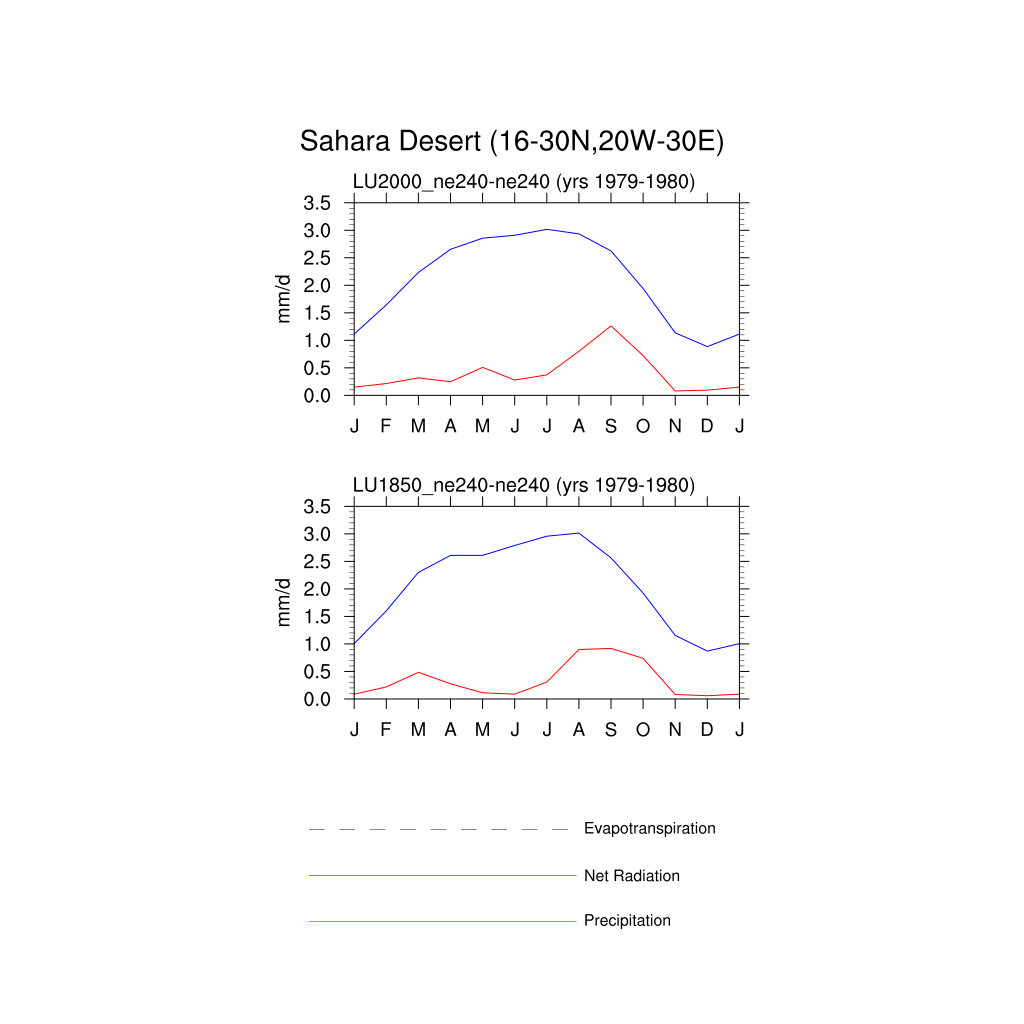 Sahara Desert (16-30N,20W-30E)
LU2000_ne240-ne240 (yrs 1979-1980)
3.5
3.0
2.5
2.0
1.5
1.0
0.5
0.0
mm/d
J F M A M J J A S O N D J
LU1850_ne240-ne240 (yrs 1979-1980)
3.5
3.0
2.5
2.0
1.5
1.0
0.5
0.0
mm/d
J F M A M J J A S O N D J
Evapotranspiration
Net Radiation
Precipitation